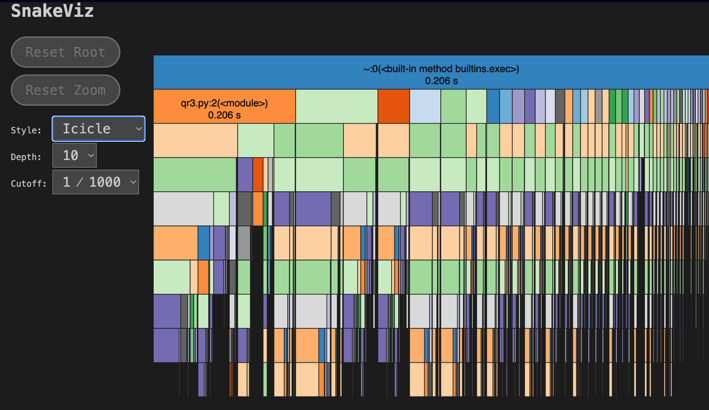 SnakeViz
Reset Root
Reset Zoom
Style: Icicle
Depth: 10
Cutoff: 1 / 1000
~:0(<built-in method builtins.exec>)
0.206 s
qr3.py:2(<module>)
0.206 s